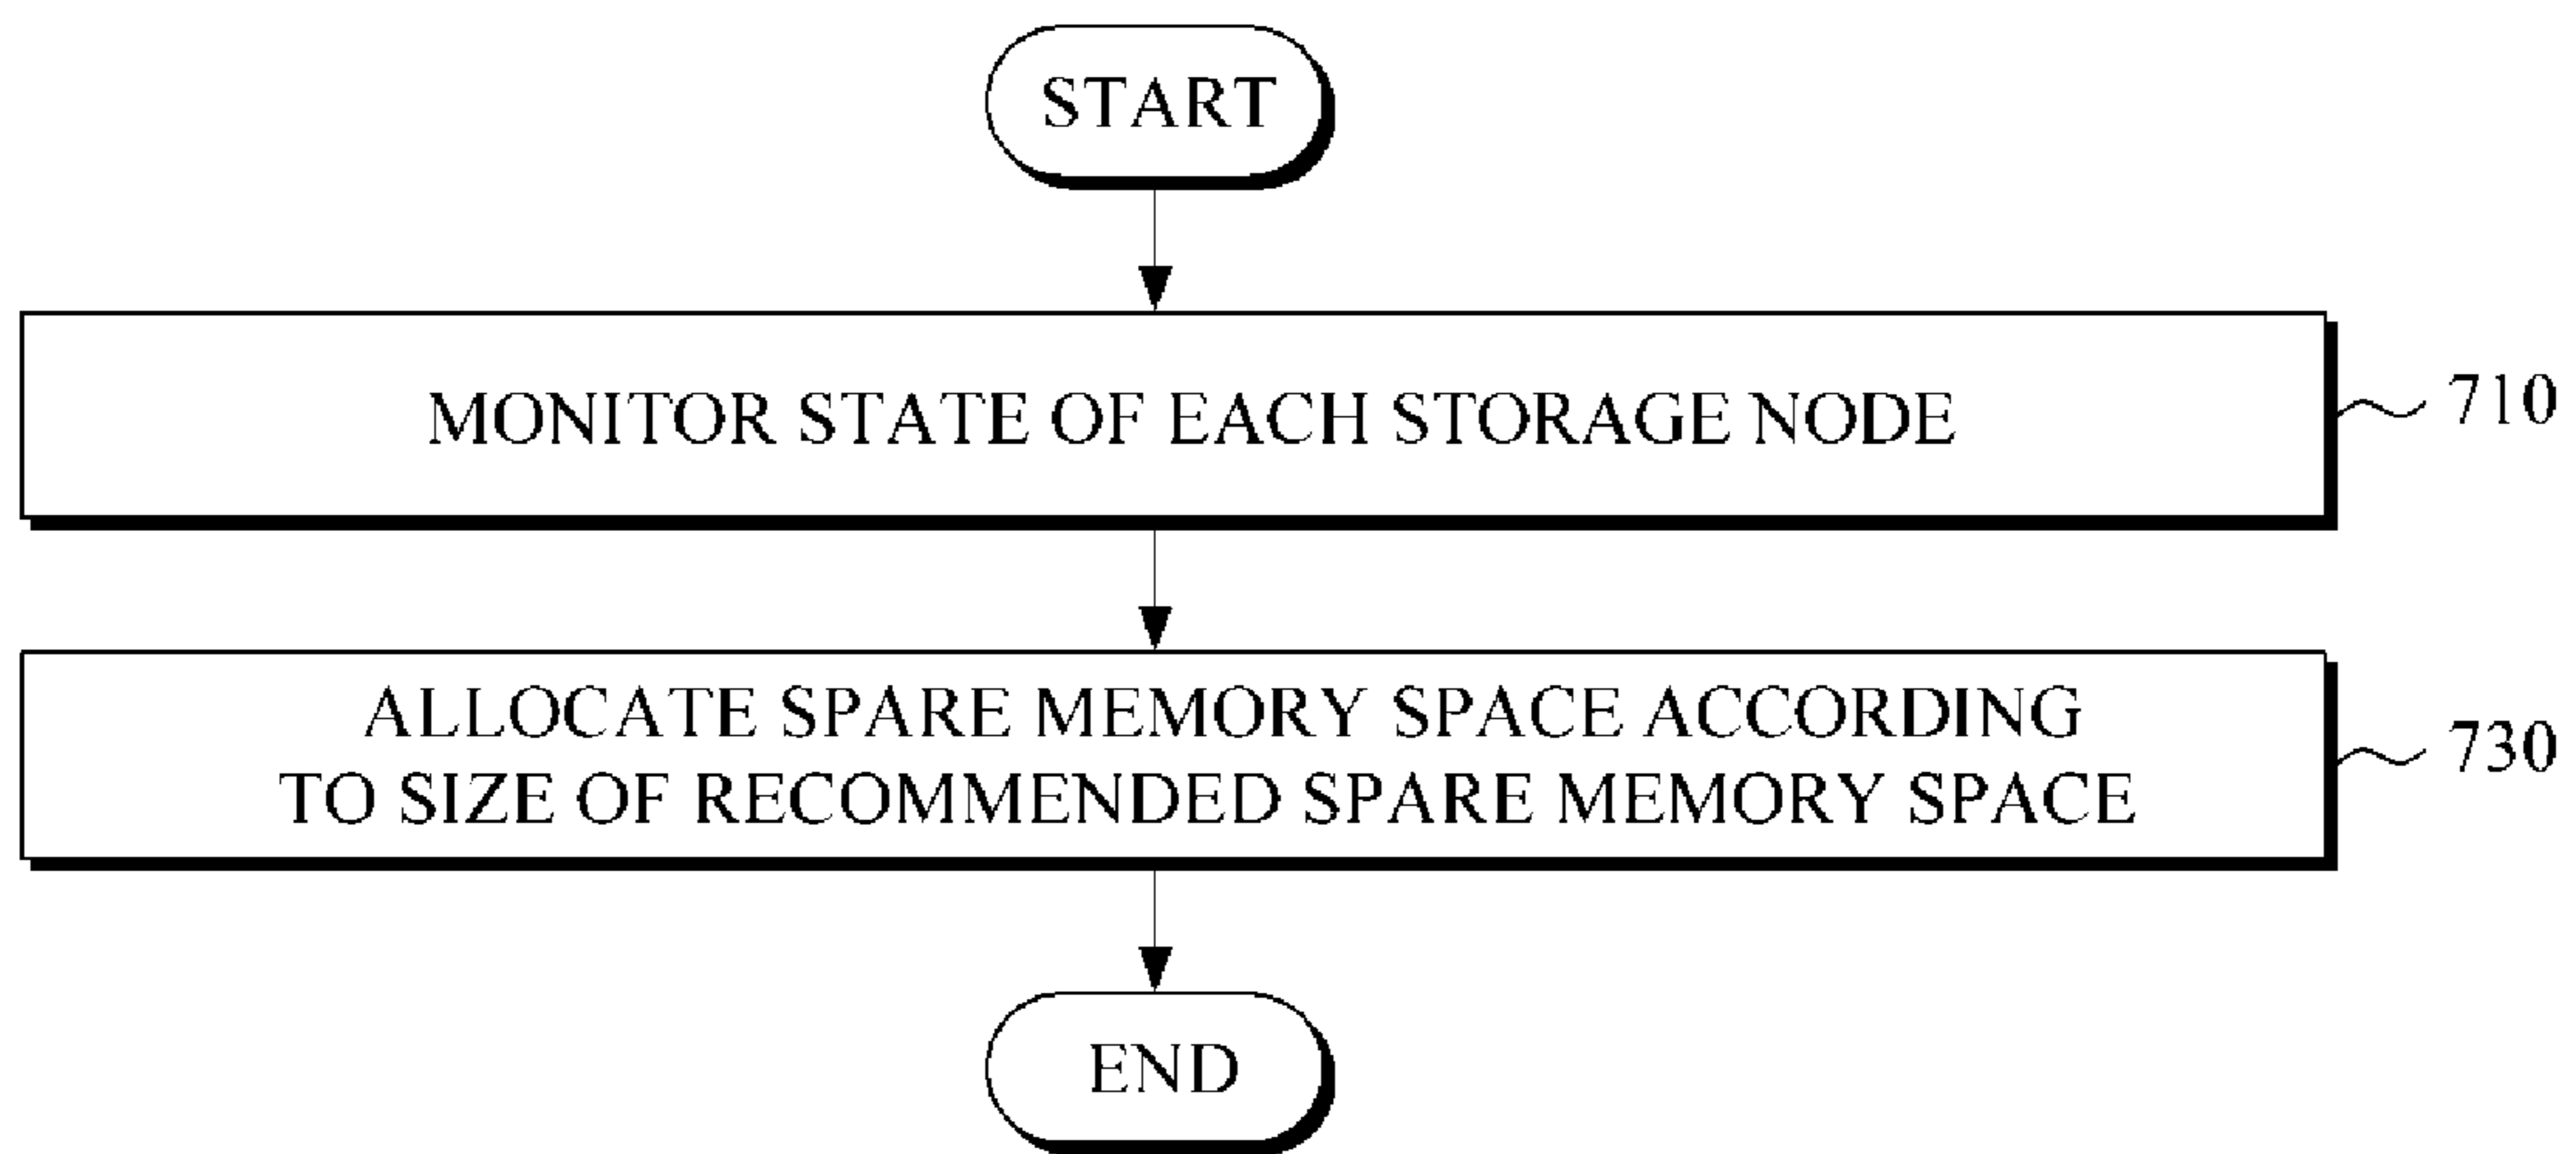 START
MONITOR STATE OF EACH STORAGE NODE
710
ALLOCATE SPARE MEMORY SPACE ACCORDING
TO SIZE OF RECOMMENDED SPARE MEMORY SPACE
730
END